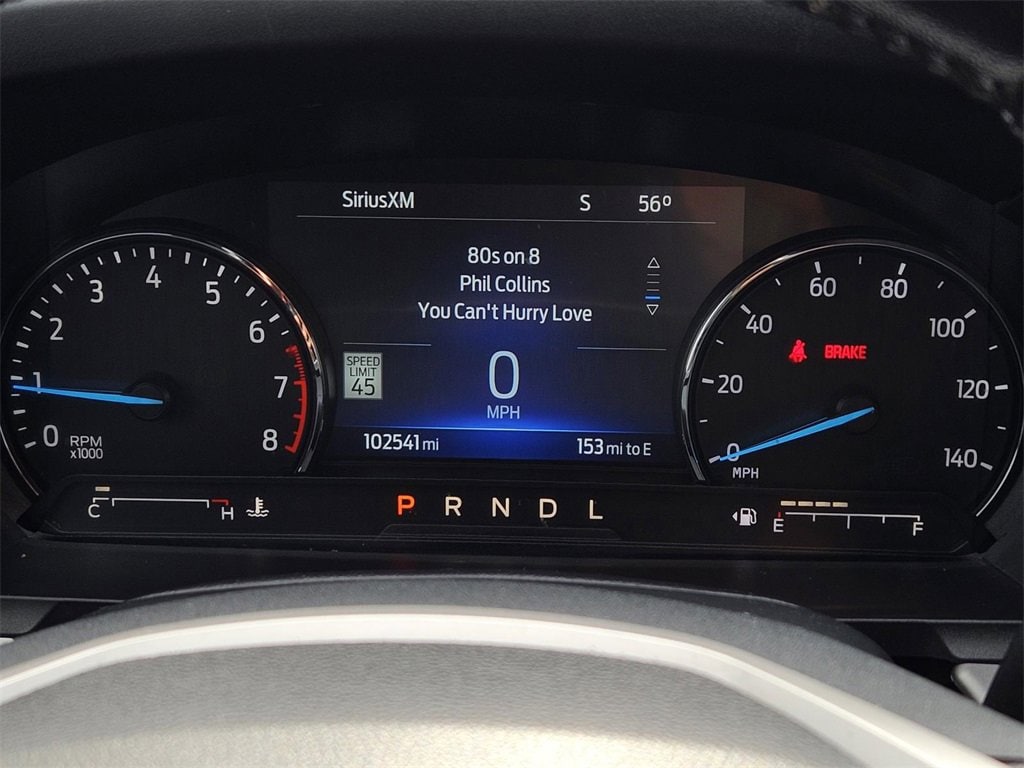 SiriusXM S 56°
80s on 8
Phil Collins
You Can't Hurry Love
SPEED
LIMIT
45
0
MPH
102541 mi 153 mi to E
0 1 2 3 4 5 6 7 8
RPM
x1000
0 20 40 60 80 100 120 140
BRAKE
MPH
C H
P R N D L
E F